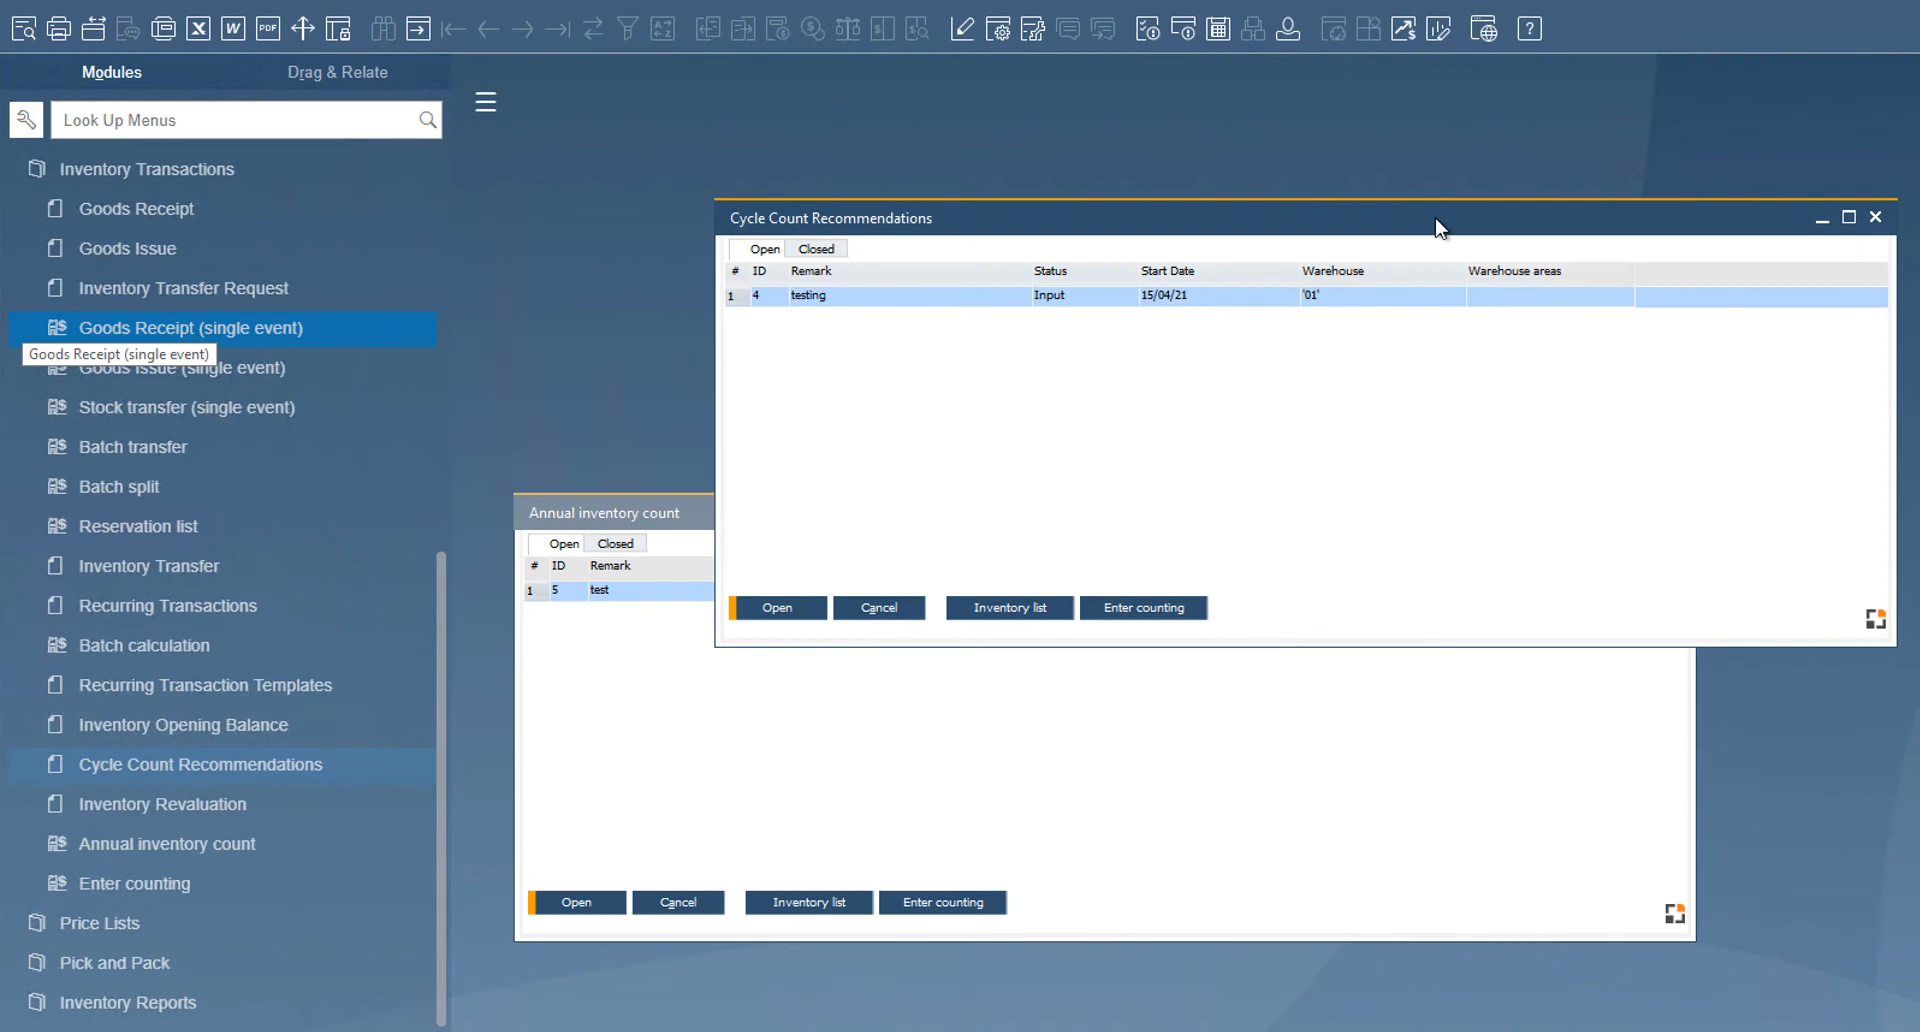 X W PDF A Z ?
Modules Drag & Relate
Look Up Menus
Inventory Transactions
Goods Receipt
Goods Issue
Inventory Transfer Request
Goods Receipt (single event)
Goods Receipt (single event)
Goods Issue (single event)
Stock transfer (single event)
Batch transfer
Batch split
Reservation list
Inventory Transfer
Recurring Transactions
Batch calculation
Recurring Transaction Templates
Inventory Opening Balance
Cycle Count Recommendations
Inventory Revaluation
Annual inventory count
Enter counting
Price Lists
Pick and Pack
Inventory Reports
Cycle Count Recommendations
Open Closed
# ID Remark Status Start Date Warehouse Warehouse areas
1 4 testing Input 15/04/21 '01'
Open Cancel Inventory list Enter counting
Annual inventory count
Open Closed
# ID Remark
1 5 test
Open Cancel Inventory list Enter counting